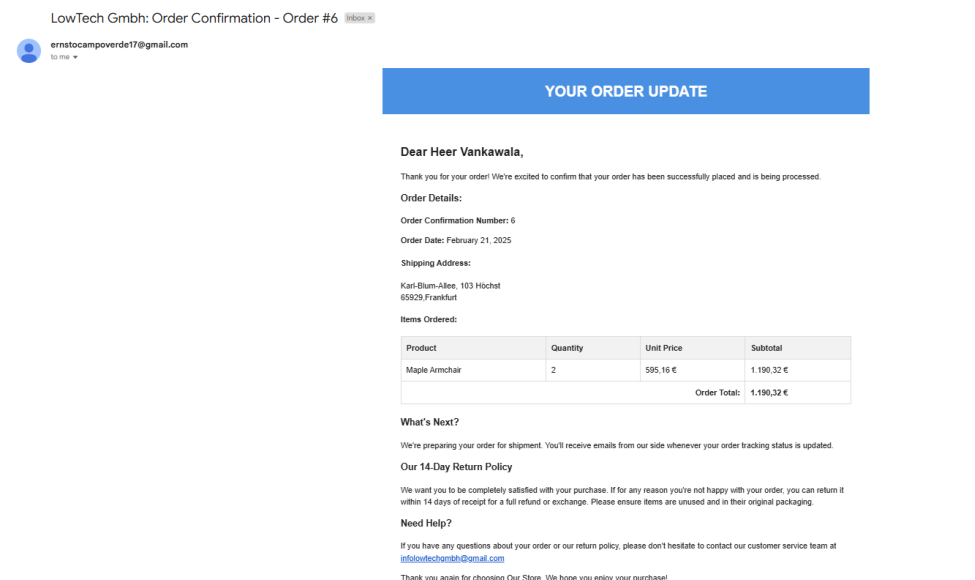 LowTech Gmbh: Order Confirmation - Order #6 Inbox ×
ernstocampoverde17@gmail.com
to me
YOUR ORDER UPDATE
Dear Heer Vankawala,
Thank you for your order! We're excited to confirm that your order has been successfully placed and is being processed.
Order Details:
Order Confirmation Number: 6
Order Date: February 21, 2025
Shipping Address:
Karl-Blum-Allee, 103 Höchst
65929,Frankfurt
Items Ordered:
Product Quantity Unit Price Subtotal
Maple Armchair 2 595,16 € 1.190,32 €
Order Total: 1.190,32 €
What's Next?
We're preparing your order for shipment. You'll receive emails from our side whenever your order tracking status is updated.
Our 14-Day Return Policy
We want you to be completely satisfied with your purchase. If for any reason you're not happy with your order, you can return it
within 14 days of receipt for a full refund or exchange. Please ensure items are unused and in their original packaging.
Need Help?
If you have any questions about your order or our return policy, please don't hesitate to contact our customer service team at
infolowtechgmbh@gmail.com
Thank you again for choosing Our Store. We hope you enjoy your purchase!